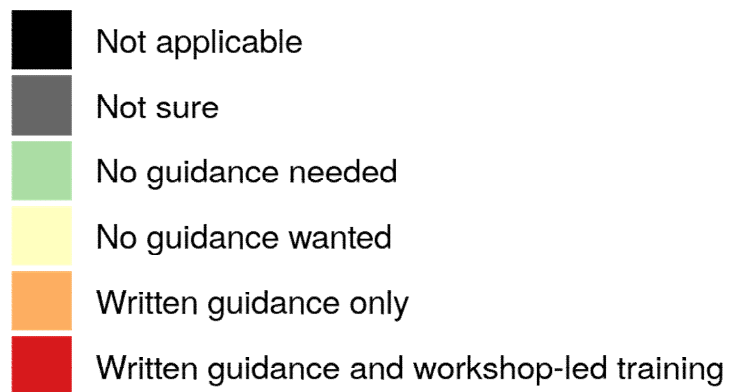 Not applicable
Not sure
No guidance needed
No guidance wanted
Written guidance only
Written guidance and workshop-led training